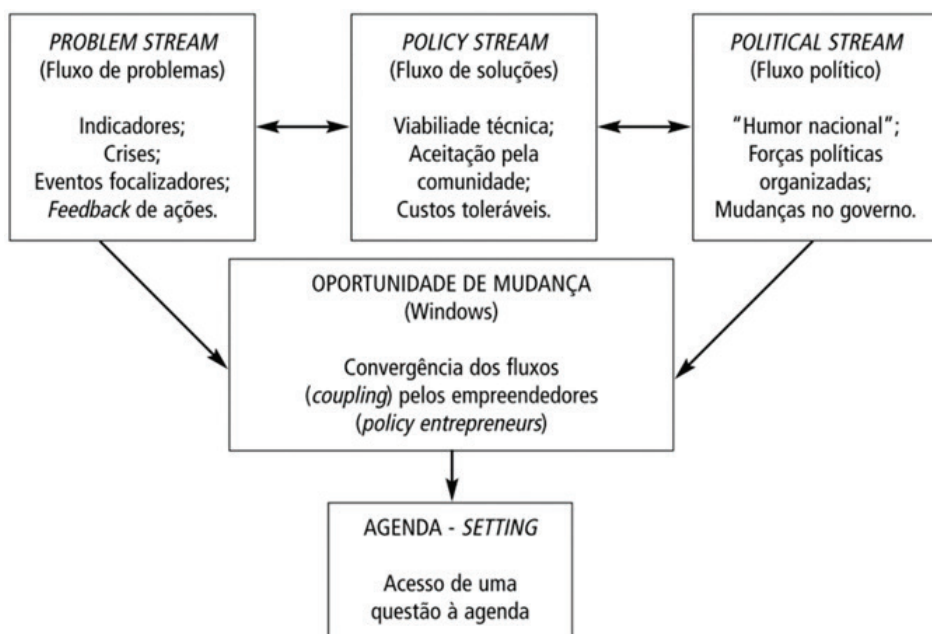 PROBLEM STREAM
(Fluxo de problemas)
Indicadores;
Crises;
Eventos focalizadores;
Feedback de ações.
POLICY STREAM
(Fluxo de soluções)
Viabiliade técnica;
Aceitação pela
comunidade;
Custos toleráveis.
POLITICAL STREAM
(Fluxo político)
“Humor nacional”;
Forças políticas
organizadas;
Mudanças no governo.
OPORTUNIDADE DE MUDANÇA
(Windows)
Convergência dos fluxos
(coupling) pelos empreendedores
(policy entrepreneurs)
AGENDA - SETTING
Acesso de uma
questão à agenda